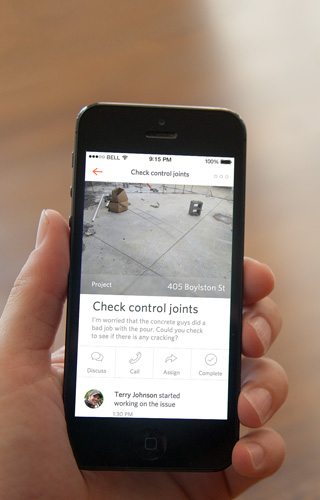 BELL 9:15 PM 100%
Check control joints
Project 405 Boylston St
Check control joints
I'm worried that the concrete guys did a
bad job with the pour. Could you check
to see if there is any cracking?
Discuss Call Assign Complete
Terry Johnson started
working on the issue
1:30 PM